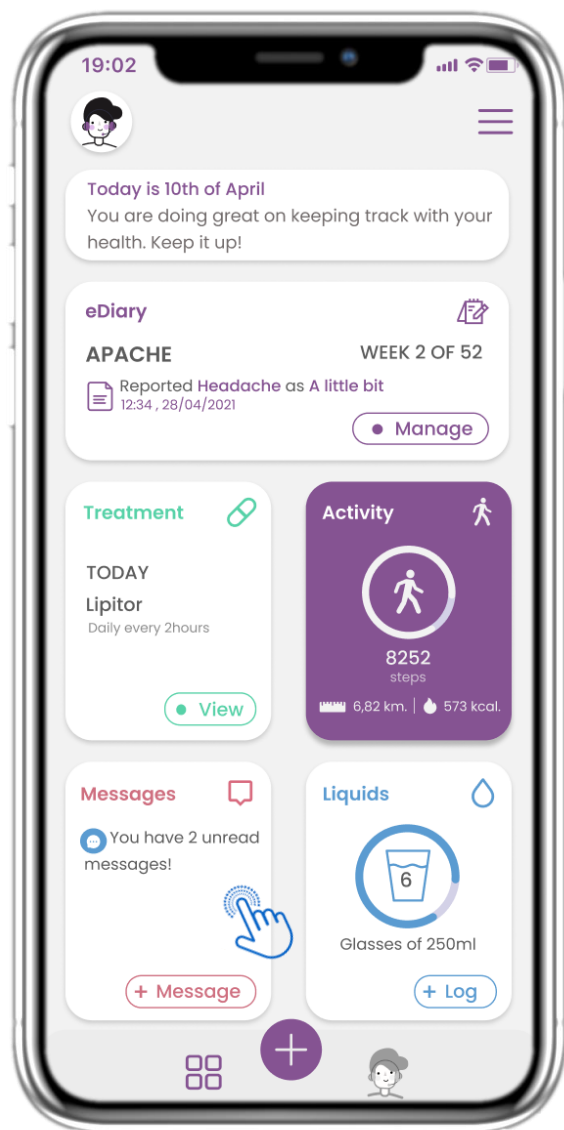 19:02
Today is 10th of April
You are doing great on keeping track with your
health. Keep it up!
eDiary
APACHE
WEEK 2 OF 52
Reported Headache as A little bit
12:34 , 28/04/2021
Manage
Treatment
TODAY
Lipitor
Daily every 2hours
View
Activity
8252
steps
6,82 km. | 573 kcal.
Messages
You have 2 unread
messages!
+ Message
Liquids
6
Glasses of 250ml
+ Log